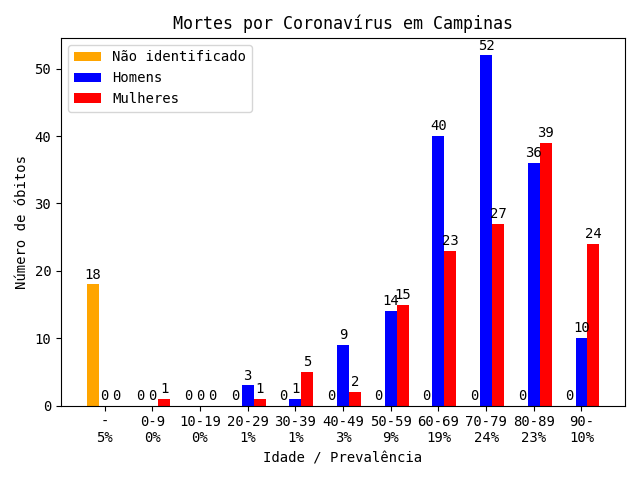 Mortes por Coronavírus em Campinas
Não identificado
Homens
Mulheres
Número de óbitos
50
40
30
20
10
0
18 0 0
0 0 1
0 0 0
0 3 1
0 1 5
0 9 2
0 14 15
0 40 23
0 52 27
0 36 39
0 10 24
- 0-9 10-19 20-29 30-39 40-49 50-59 60-69 70-79 80-89 90-
5% 0% 0% 1% 1% 3% 9% 19% 24% 23% 10%
Idade / Prevalência